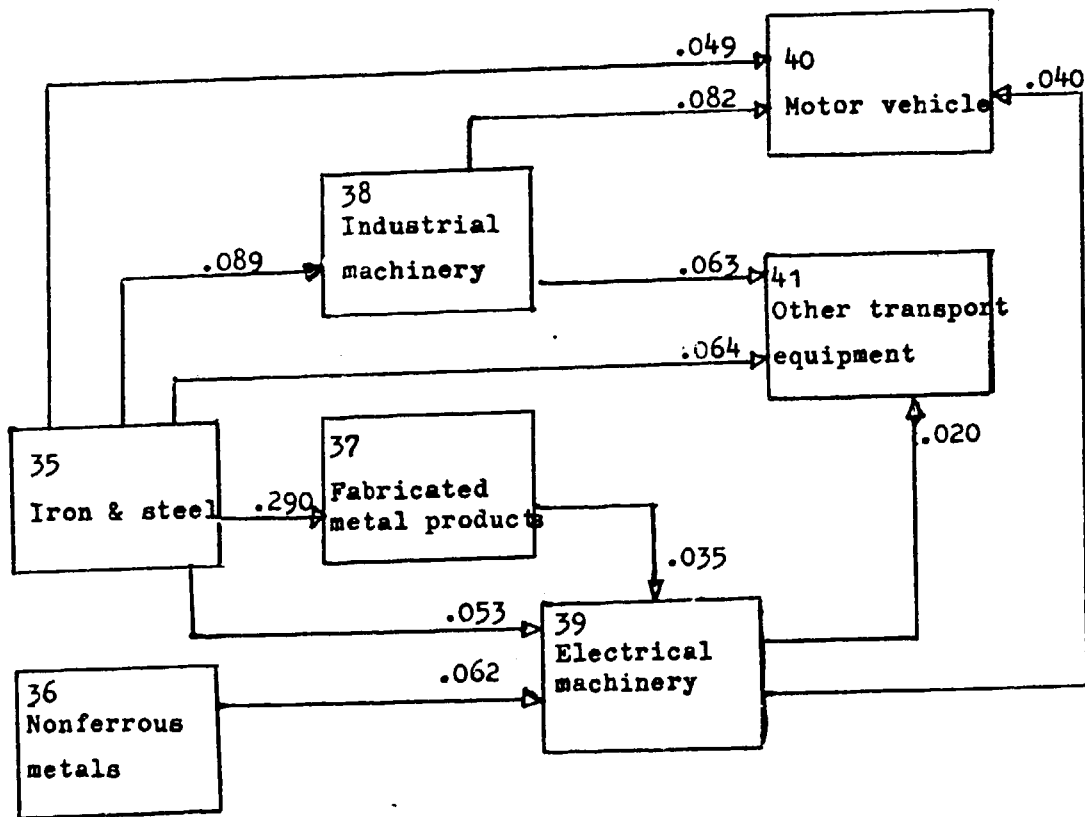 .049
40
Motor vehicle
.040
.082
38
Industrial
machinery
.089
.063
41
Other transport
equipment
.064
35
Iron & steel
.290
37
Fabricated
metal products
.020
.035
.053
39
Electrical
machinery
.062
36
Nonferrous
metals